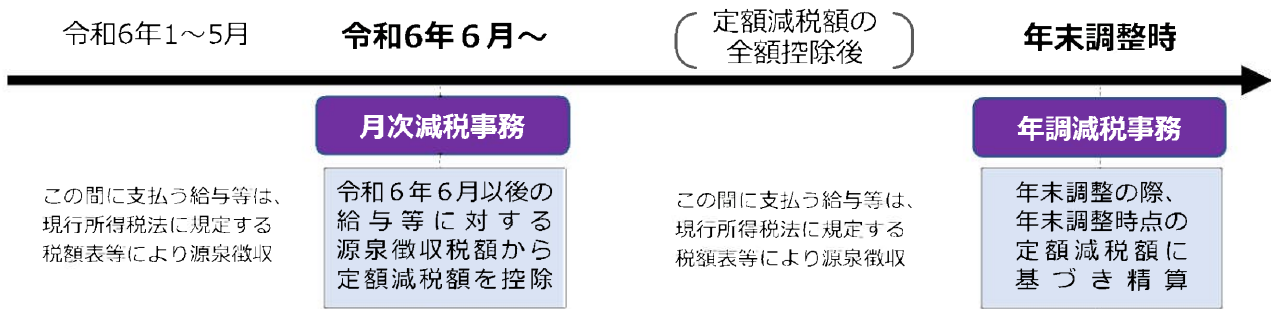 令和6年1～5月
令和6年６月～
定額減税額の
全額控除後
年末調整時
月次減税事務
年調減税事務
この間に支払う給与等は、
現行所得税法に規定する
税額表等により源泉徴収
令和６年６月以後の
給与等に対する
源泉徴収税額から
定額減税額を控除
この間に支払う給与等は、
現行所得税法に規定する
税額表等により源泉徴収
年末調整の際、
年末調整時点の
定額減税額に
基づき精算